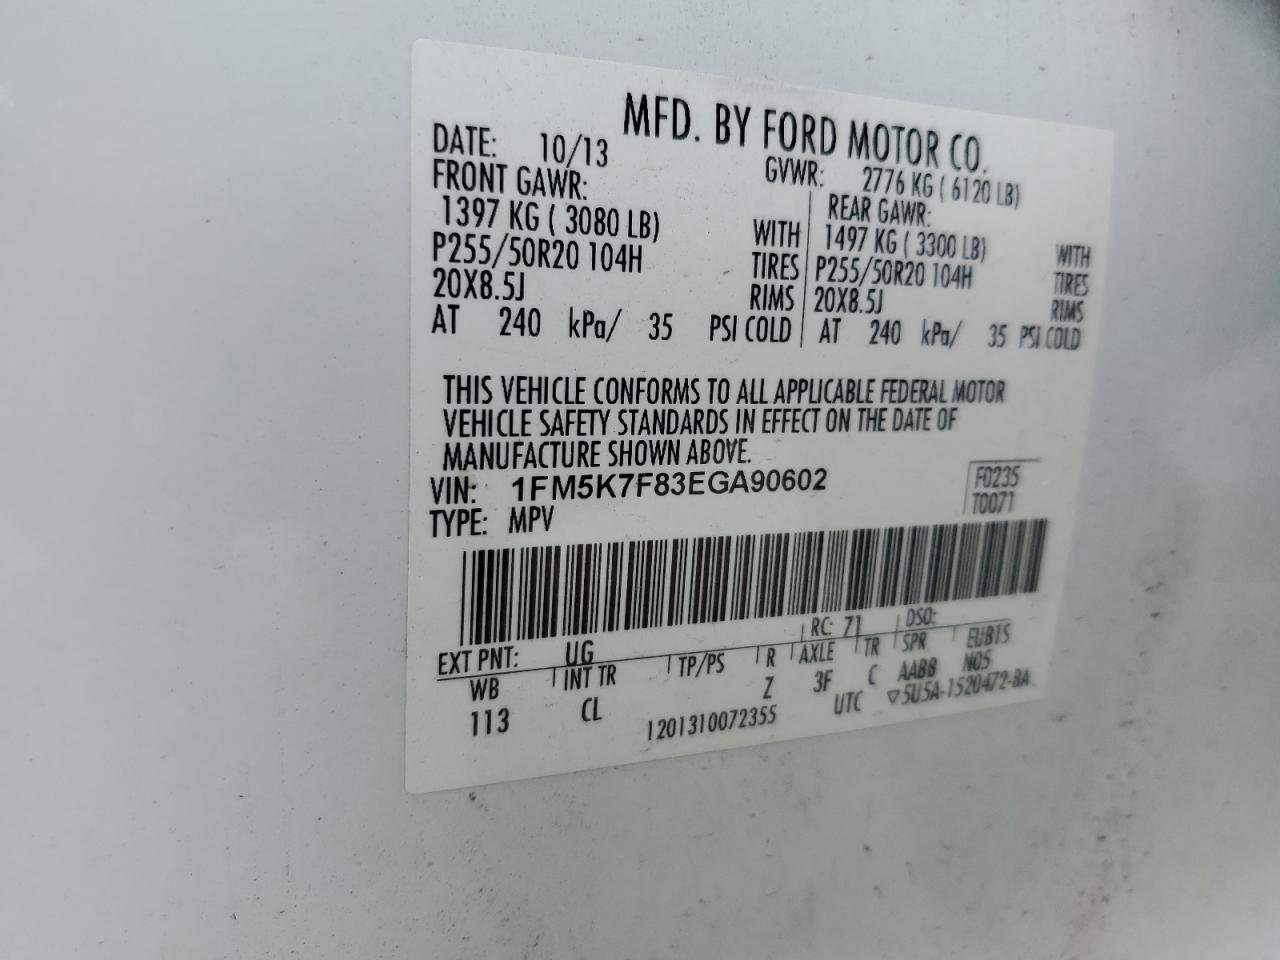 MFD. BY FORD MOTOR CO.
DATE: 10/13 GVWR: 2776 KG ( 6120 LB)
FRONT GAWR: REAR GAWR:
1397 KG ( 3080 LB) WITH 1497 KG ( 3300 LB) WITH
P255/50R20 104H TIRES P255/50R20 104H TIRES
20X8.5J RIMS 20X8.5J RIMS
AT 240 kPa/ 35 PSI COLD AT 240 kPa/ 35 PSI COLD
THIS VEHICLE CONFORMS TO ALL APPLICABLE FEDERAL MOTOR
VEHICLE SAFETY STANDARDS IN EFFECT ON THE DATE OF
MANUFACTURE SHOWN ABOVE.
VIN: 1FM5K7F83EGA90602 F0235
TYPE: MPV T0071
EXT PNT: UG RC: 71 DSO:
WB INT TR TP/PS R AXLE TR SPR EUB15
113 CL Z 3F C AABB N05
1201310072355 UTC ▽5U5A-1520472-BA